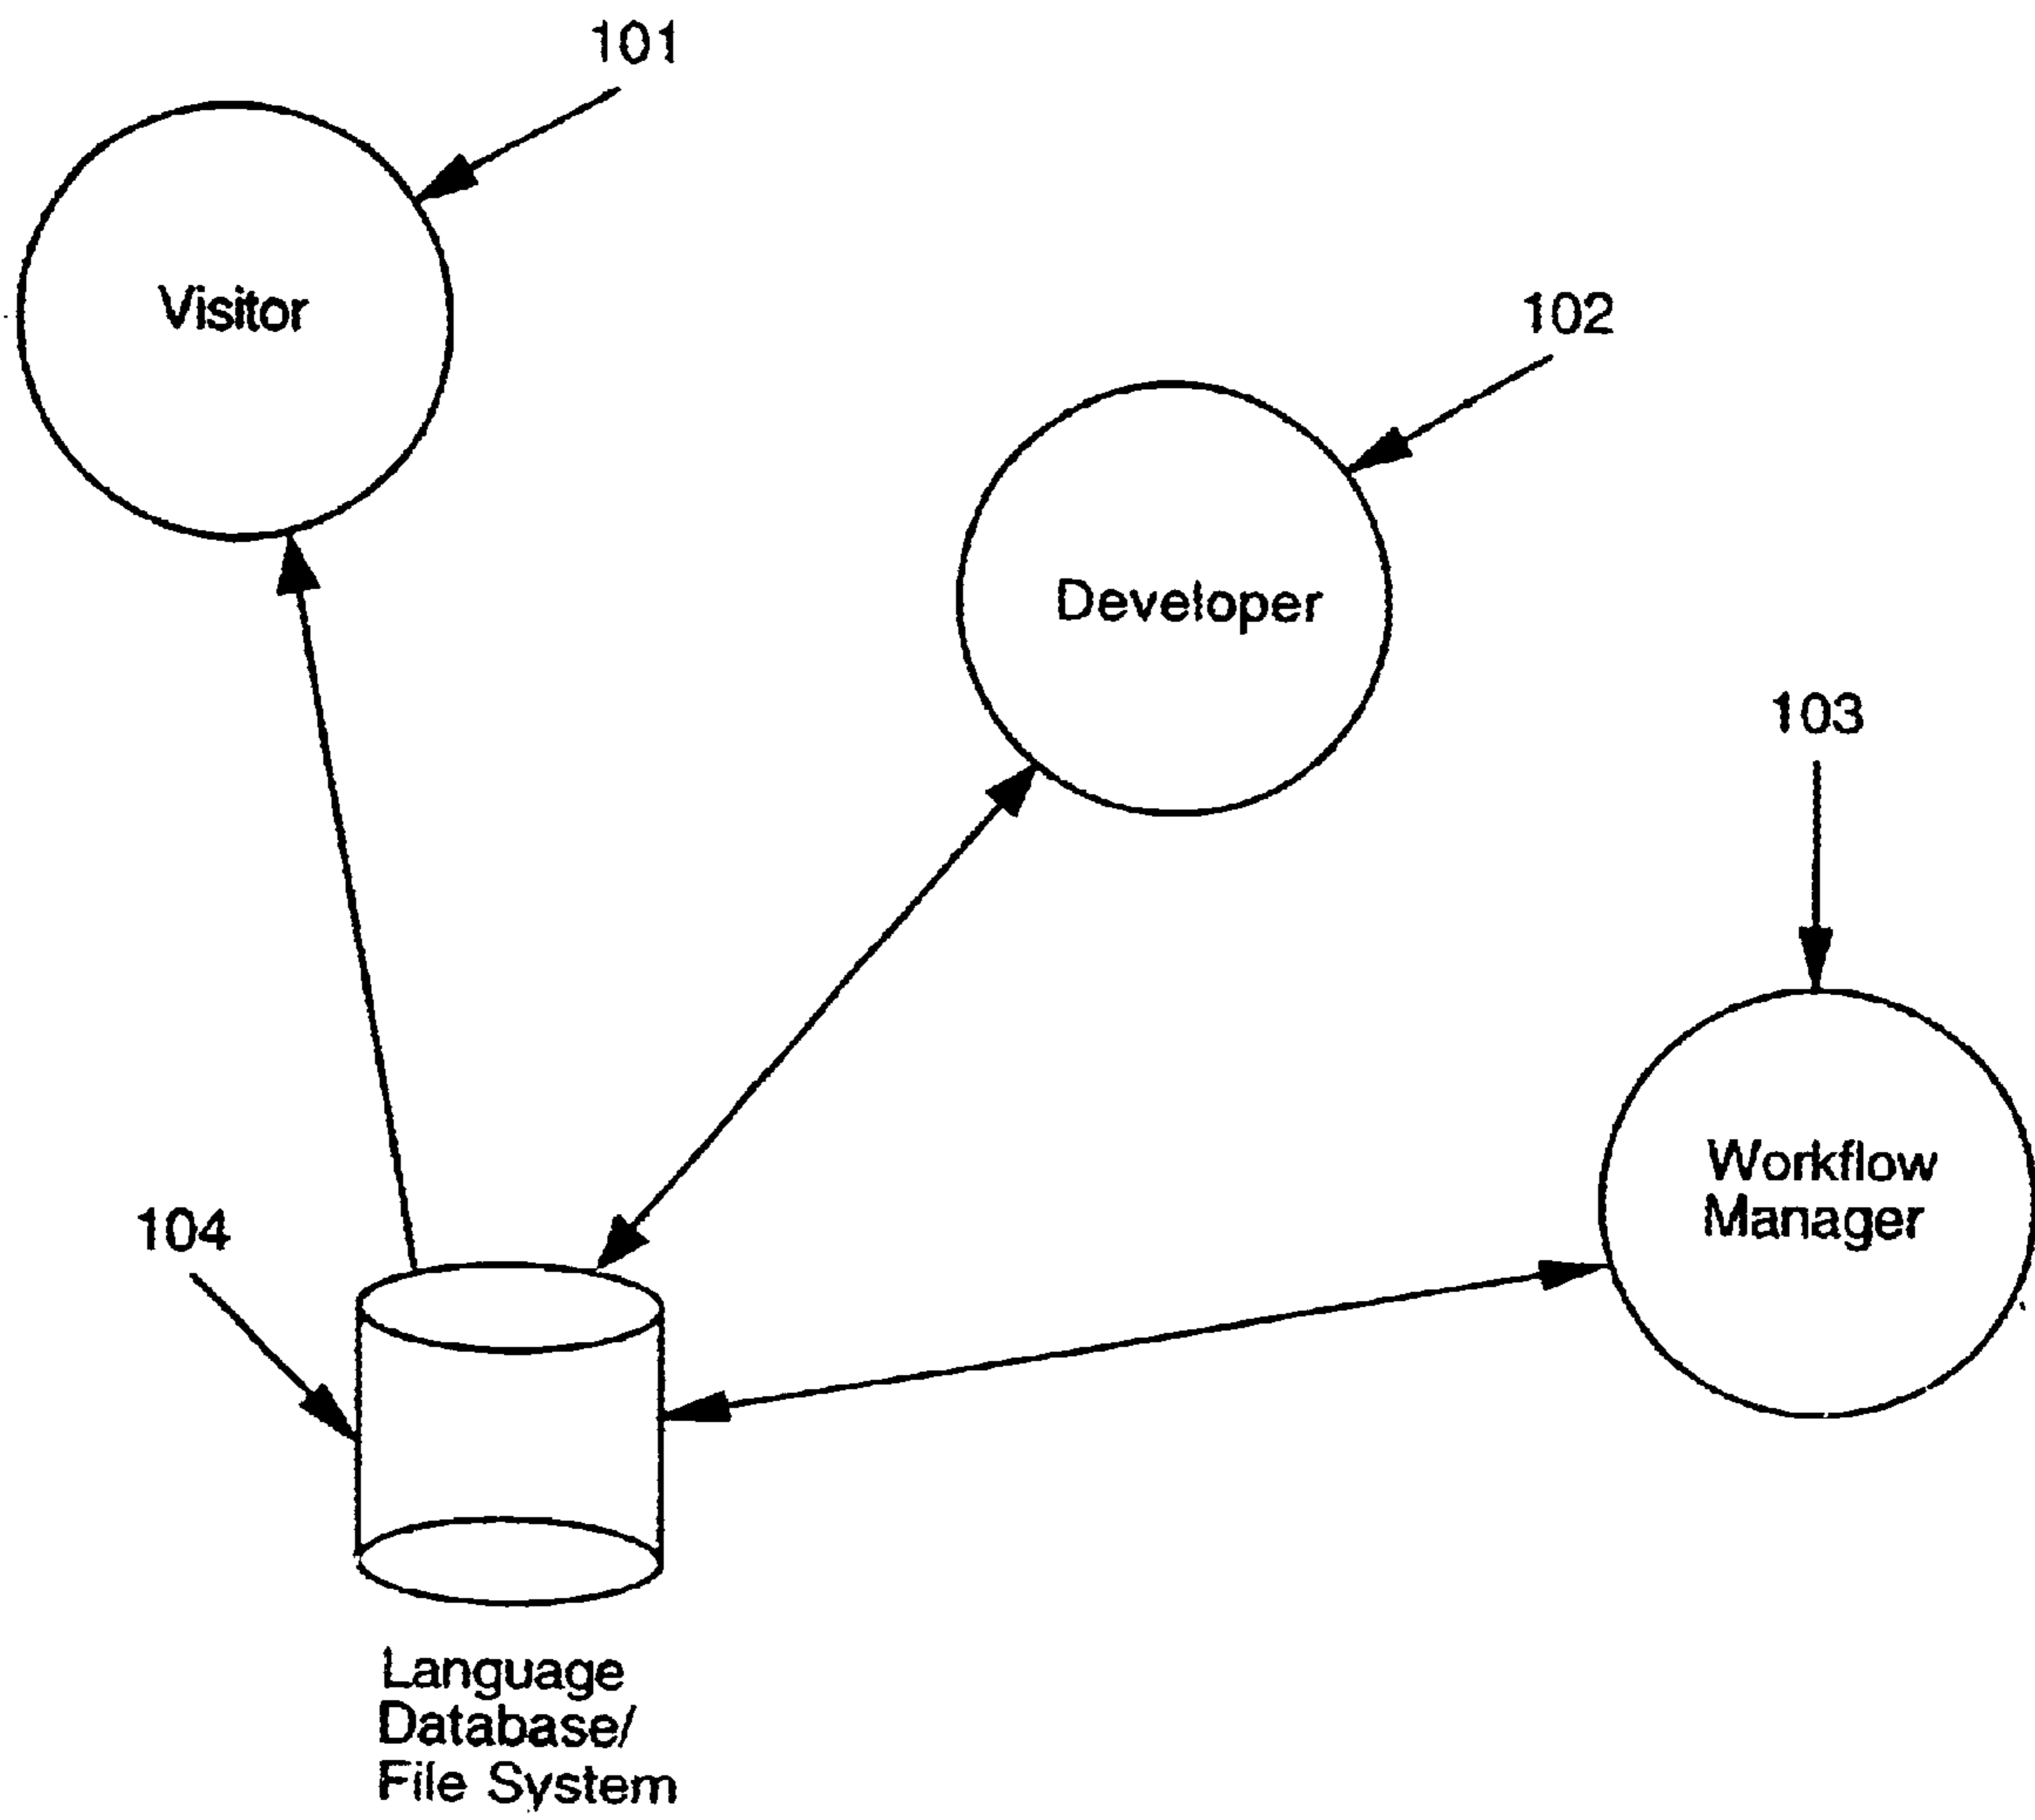 101
Visitor
102
Developer
103
Workflow
Manager
104
Language
Database/
File System